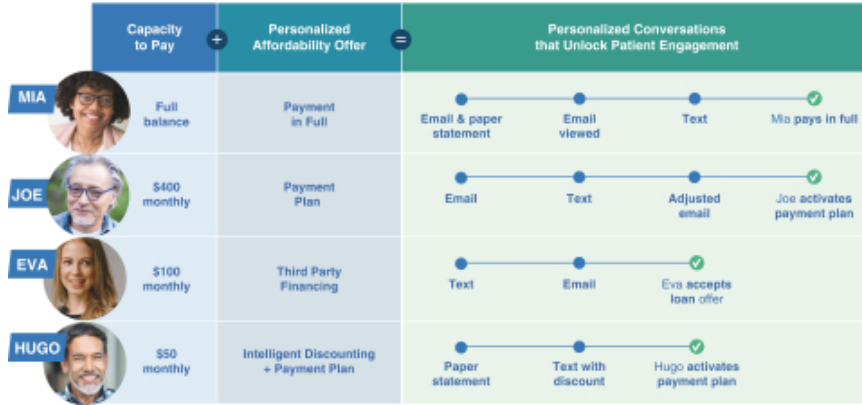 Capacity
to Pay
+
Personalized
Affordability Offer
=
Personalized Conversations
that Unlock Patient Engagement
MIA
Full
balance
Payment
in Full
Email & paper
statement
Email
viewed
Text
Mia pays in full
JOE
$400
monthly
Payment
Plan
Email
Text
Adjusted
email
Joe activates
payment plan
EVA
$100
monthly
Third Party
Financing
Text
Email
Eva accepts
loan offer
HUGO
$50
monthly
Intelligent Discounting
+ Payment Plan
Paper
statement
Text with
discount
Hugo activates
payment plan